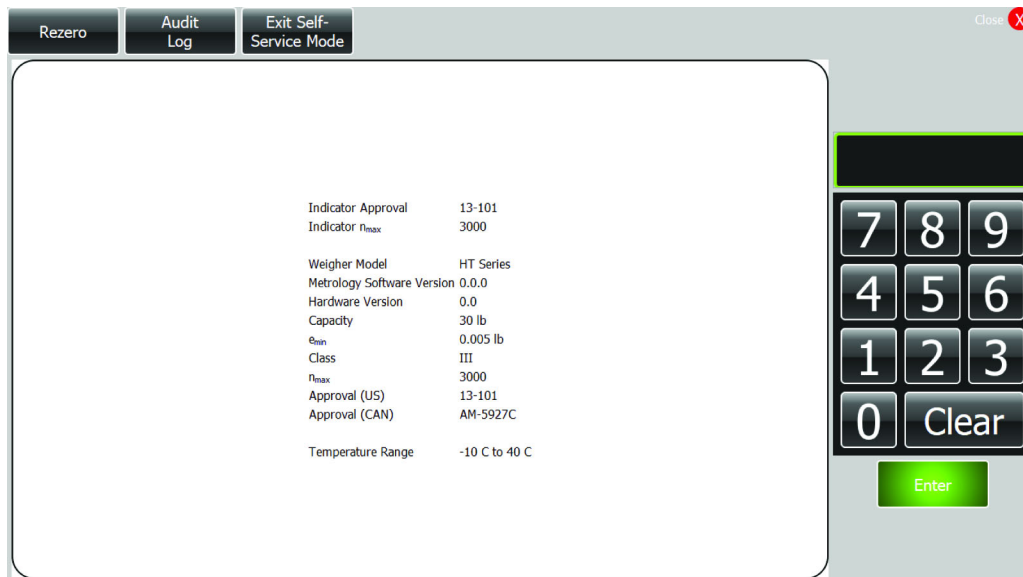 Rezero
Audit
Log
Exit Self-
Service Mode
Close X
Indicator Approval 13-101
Indicator nmax 3000
Weigher Model HT Series
Metrology Software Version 0.0.0
Hardware Version 0.0
Capacity 30 lb
emin 0.005 lb
Class III
nmax 3000
Approval (US) 13-101
Approval (CAN) AM-5927C
Temperature Range -10 C to 40 C
7 8 9
4 5 6
1 2 3
0 Clear
Enter